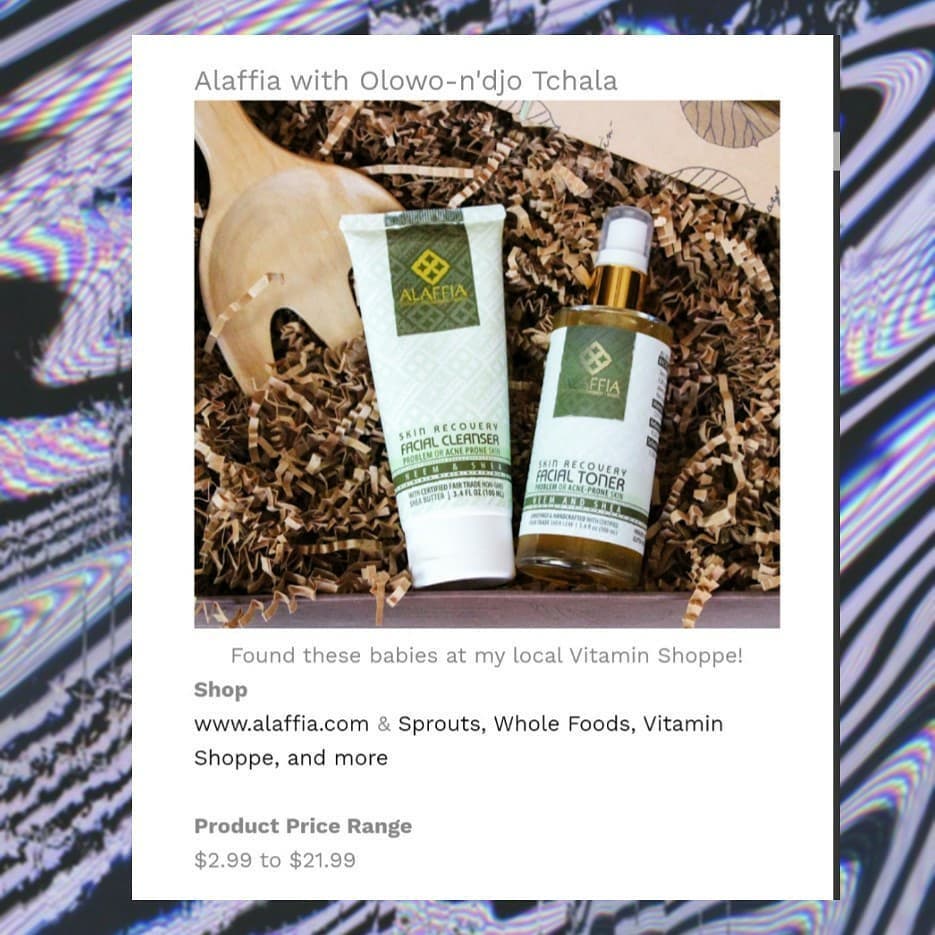 Alaffia with Olowo-n'djo Tchala
ALAFFIA
SKIN RECOVERY
FACIAL CLEANSER
PROBLEM OR ACNE PRONE SKIN
NEEM & SHEA
WITH CERTIFIED FAIR TRADE
SHEA BUTTER | 3.4 FL OZ (100 ML)
AFFIA
SKIN RECOVERY
FACIAL TONER
PROBLEM OR ACNE-PRONE SKIN
NEEM AND SHEA
Found these babies at my local Vitamin Shoppe!
Shop
www.alaffia.com & Sprouts, Whole Foods, Vitamin
Shoppe, and more
Product Price Range
$2.99 to $21.99